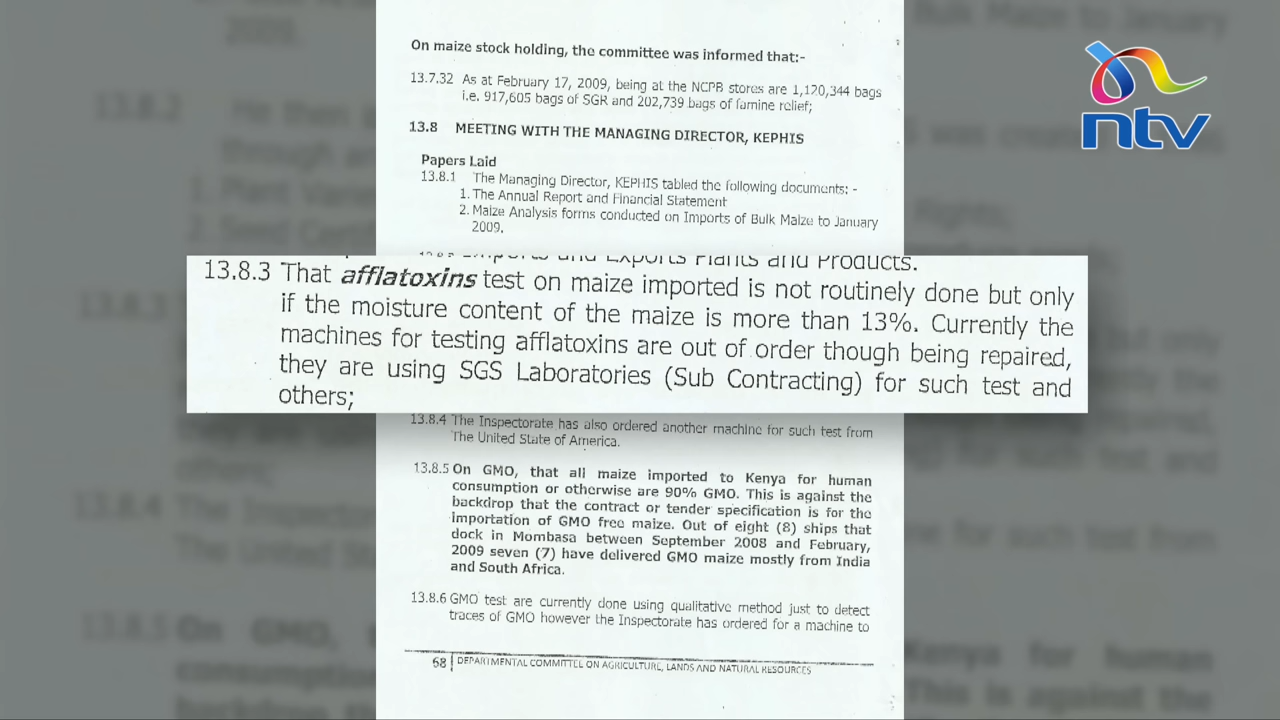 On maize stock holding, the committee was informed that:-
13.7.32 As at February 17, 2009, being at the NCPB stores are 1,120,344 bags
i.e. 917,605 bags of SGR and 202,739 bags of famine relief;
13.8 MEETING WITH THE MANAGING DIRECTOR, KEPHIS
Papers Laid
13.8.1 The Managing Director, KEPHIS tabled the following documents: -
1. The Annual Report and Financial Statement
2. Maize Analysis forms conducted on Imports of Bulk Maize to January
2009.
Imports and Exports Plants and Products.
13.8.3 That afflatoxins test on maize imported is not routinely done but only
if the moisture content of the maize is more than 13%. Currently the
machines for testing afflatoxins are out of order though being repaired,
they are using SGS Laboratories (Sub Contracting) for such test and
others;
13.8.4 The Inspectorate has also ordered another machine for such test from
The United State of America.
13.8.5 On GMO, that all maize imported to Kenya for human
consumption or otherwise are 90% GMO. This is against the
backdrop that the contract or tender specification is for the
importation of GMO free maize. Out of eight (8) ships that
dock in Mombasa between September 2008 and February,
2009 seven (7) have delivered GMO maize mostly from India
and South Africa.
13.8.6 GMO test are currently done using qualitative method just to detect
traces of GMO however the Inspectorate has ordered for a machine to
68 | DEPARTMENTAL COMMITTEE ON AGRICULTURE, LANDS AND NATURAL RESOURCES
ntv